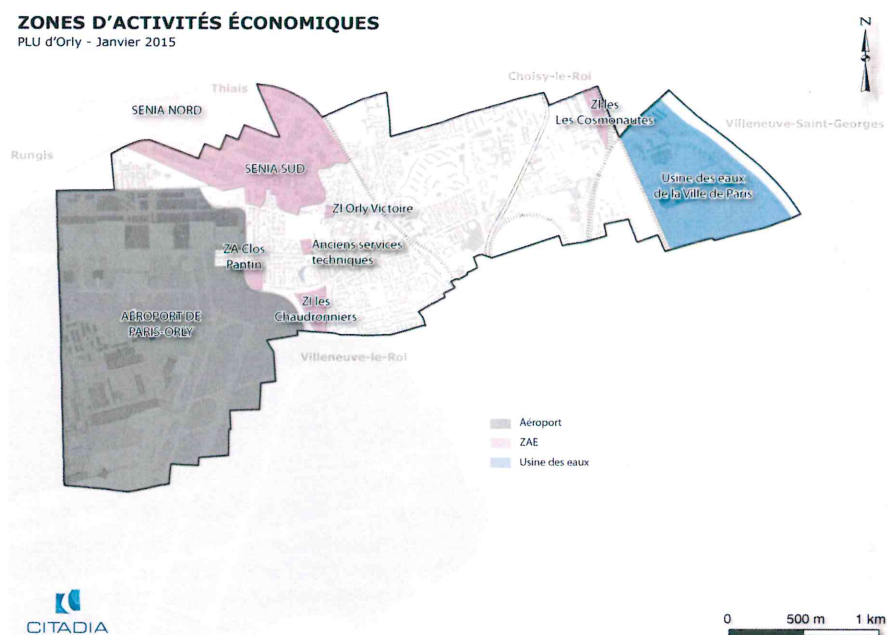 ZONES D'ACTIVITÉS ÉCONOMIQUES
PLU d'Orly - Janvier 2015
N
Thiais
Choisy-le-Roi
SENIA NORD
ZI les
Les Cosmonautes
Villeneuve-Saint-Georges
Rungis
SENIA SUD
Usine des eaux
de la Ville de Paris
ZI Orly Victoire
ZA Clos
Pantin
Anciens services
techniques
ZI les
Chaudronniers
AÉROPORT DE
PARIS-ORLY
Villeneuve-le-Roi
Aéroport
ZAE
Usine des eaux
CITADIA
0 500 m 1 km